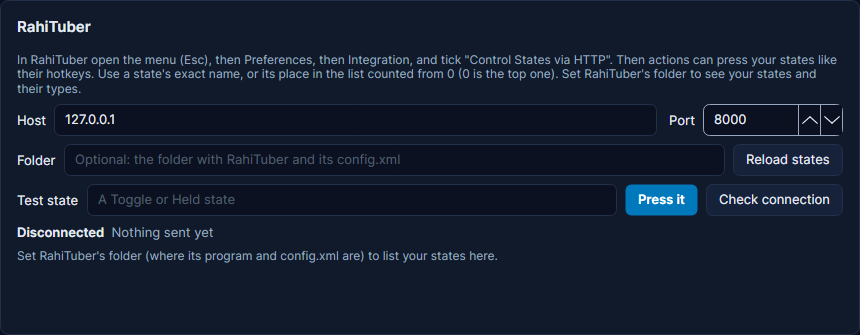 RahiTuber
In RahiTuber open the menu (Esc), then Preferences, then Integration, and tick "Control States via HTTP". Then actions can press your states like
their hotkeys. Use a state's exact name, or its place in the list counted from 0 (0 is the top one). Set RahiTuber's folder to see your states and
their types.
Host 127.0.0.1 Port 8000
Folder Optional: the folder with RahiTuber and its config.xml Reload states
Test state A Toggle or Held state Press it Check connection
Disconnected Nothing sent yet
Set RahiTuber's folder (where its program and config.xml are) to list your states here.